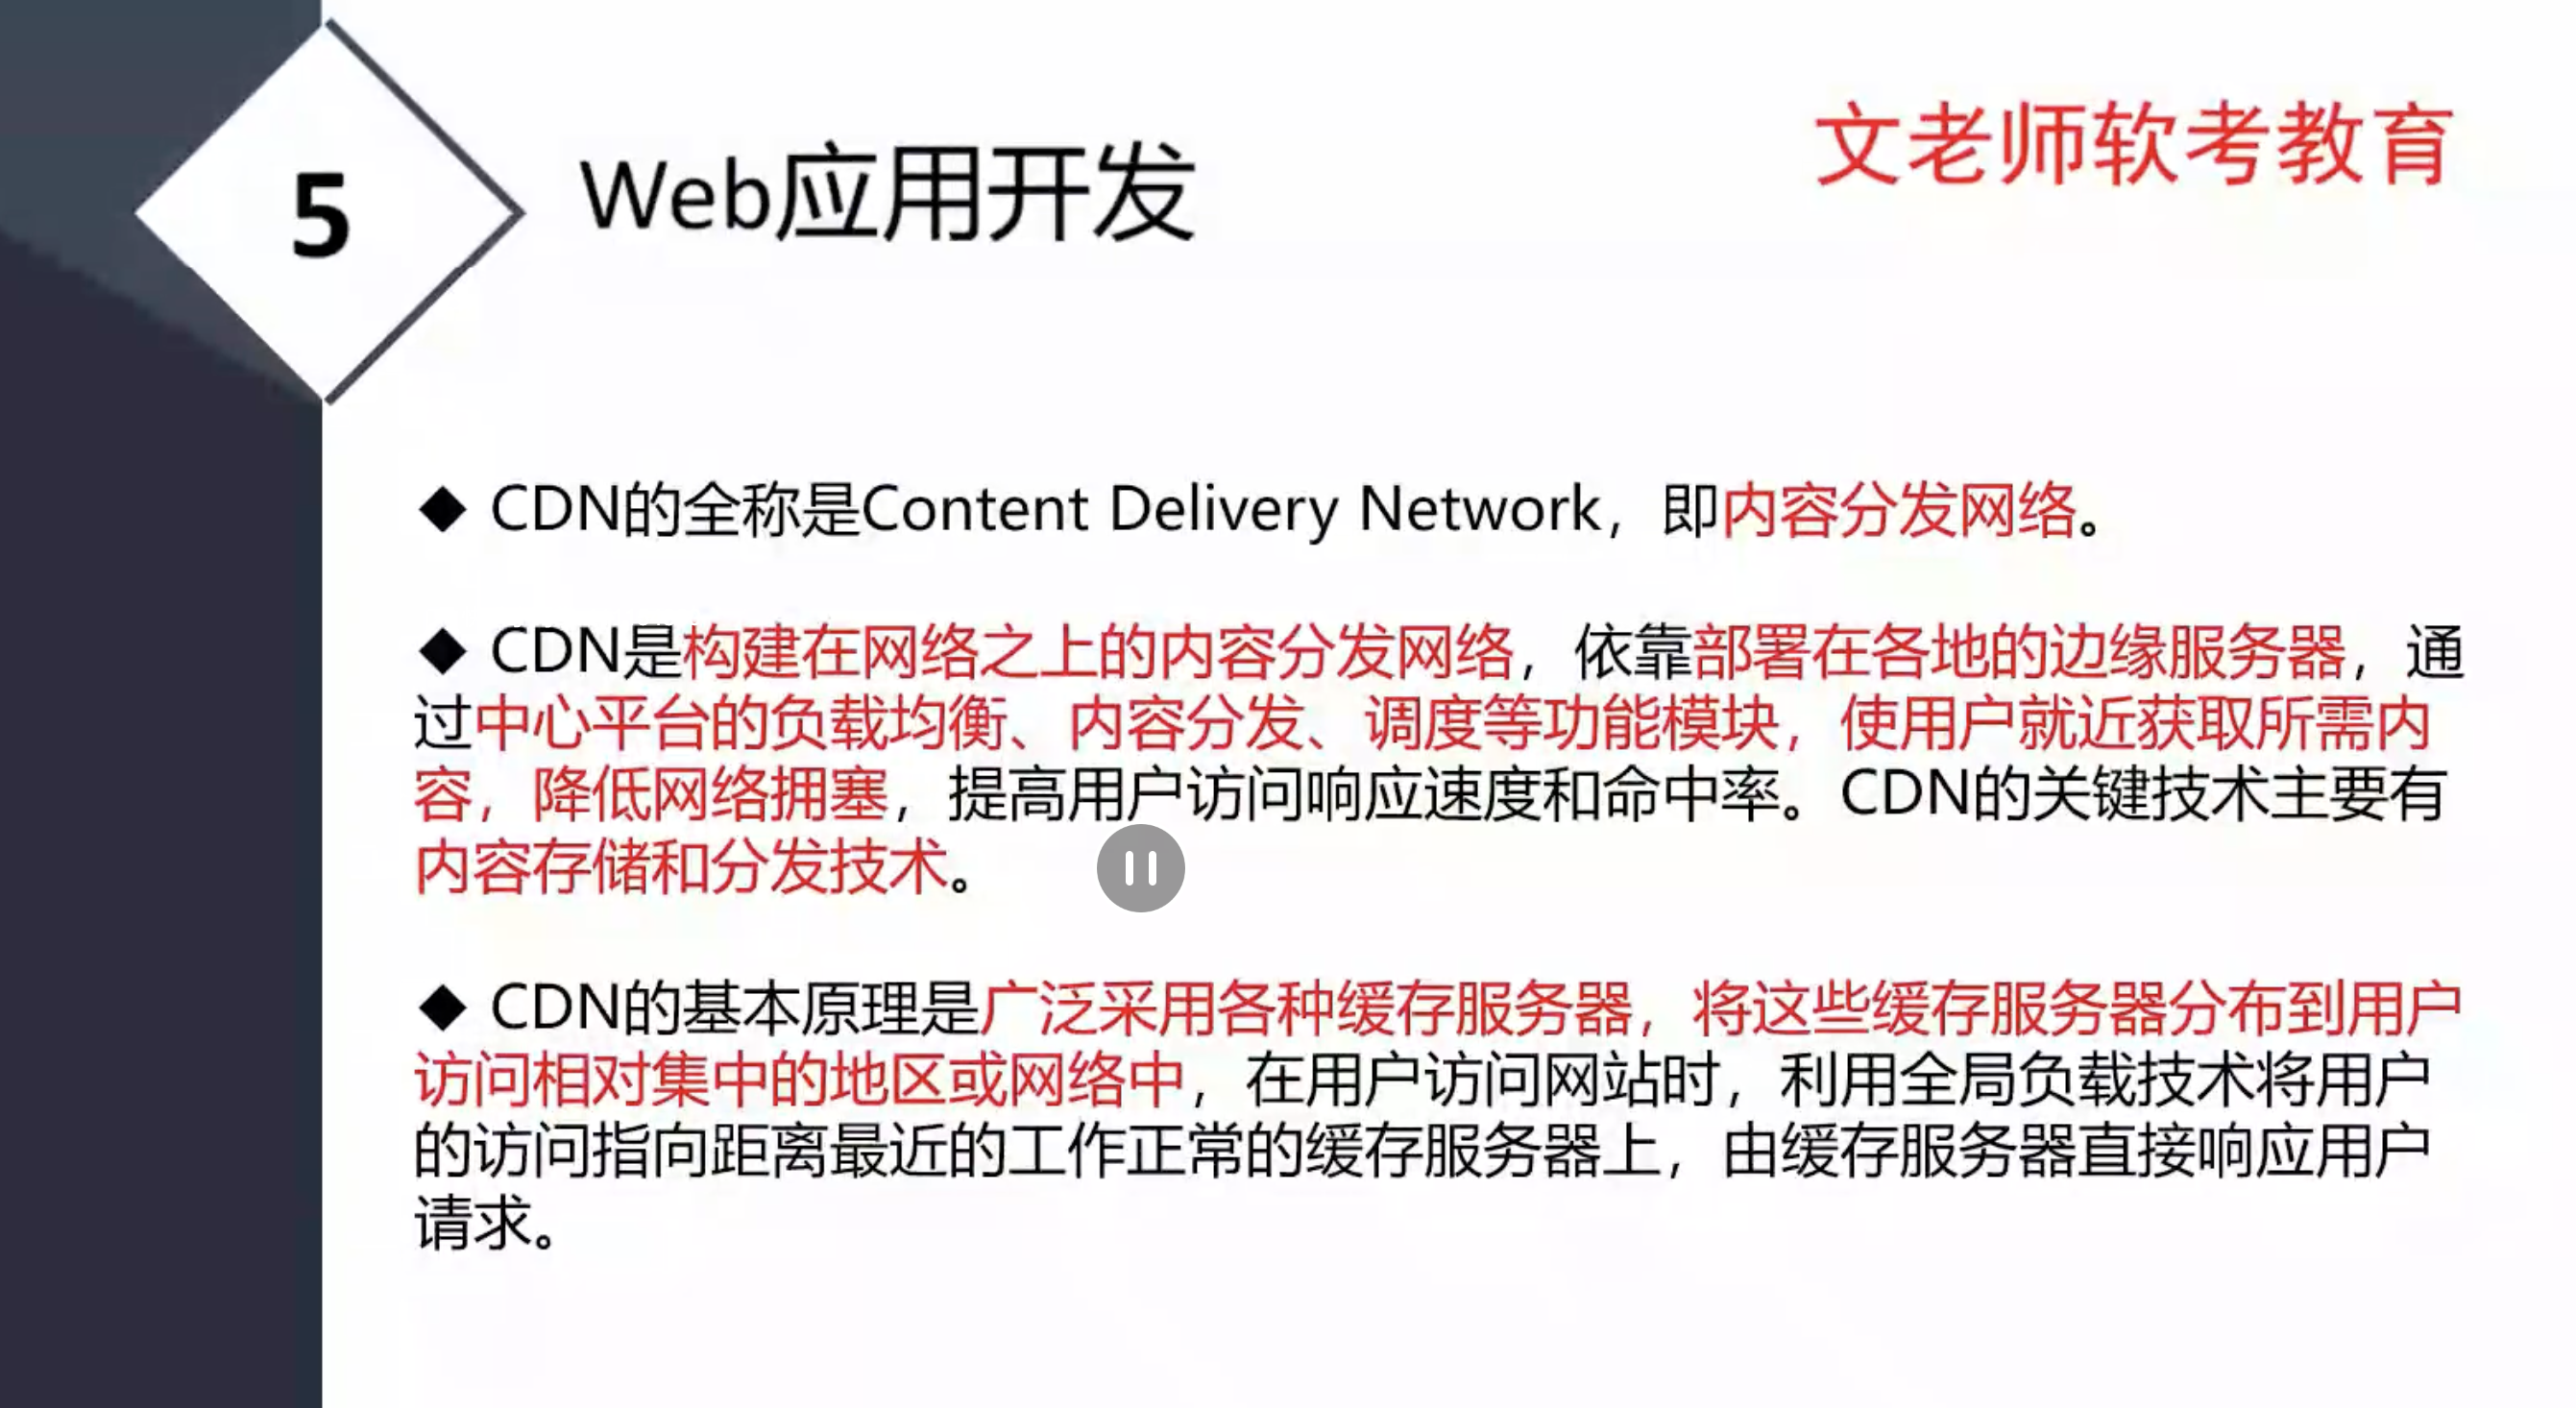 5
Web应用开发
文老师软考教育
◆ CDN的全称是Content Delivery Network，即内容分发网络。
◆ CDN是构建在网络之上的内容分发网络，依靠部署在各地的边缘服务器，通
过中心平台的负载均衡、内容分发、调度等功能模块，使用户就近获取所需内
容，降低网络拥塞，提高用户访问响应速度和命中率。CDN的关键技术主要有
内容存储和分发技术。
◆ CDN的基本原理是广泛采用各种缓存服务器，将这些缓存服务器分布到用户
访问相对集中的地区或网络中，在用户访问网站时，利用全局负载技术将用户
的访问指向距离最近的工作正常的缓存服务器上，由缓存服务器直接响应用户
请求。